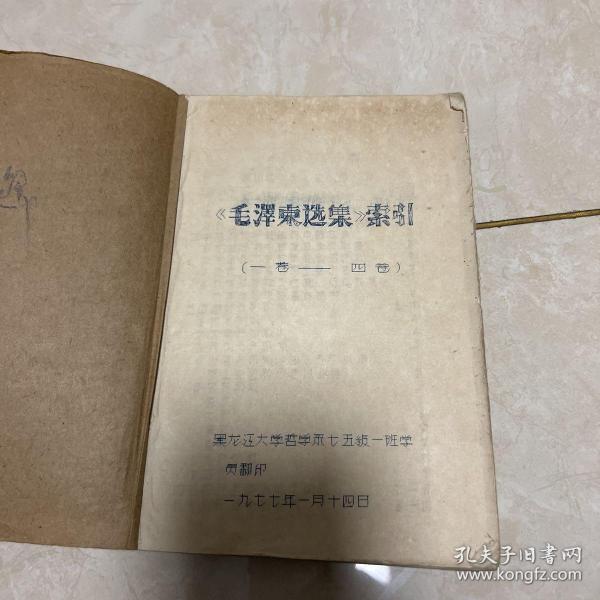 《毛澤東选集》索引
(一卷—— 四卷)
黑龙江大学哲学系七五級一班学
员翻印
一九七七年一月十四日
孔夫子旧书网
www.kongfz.com